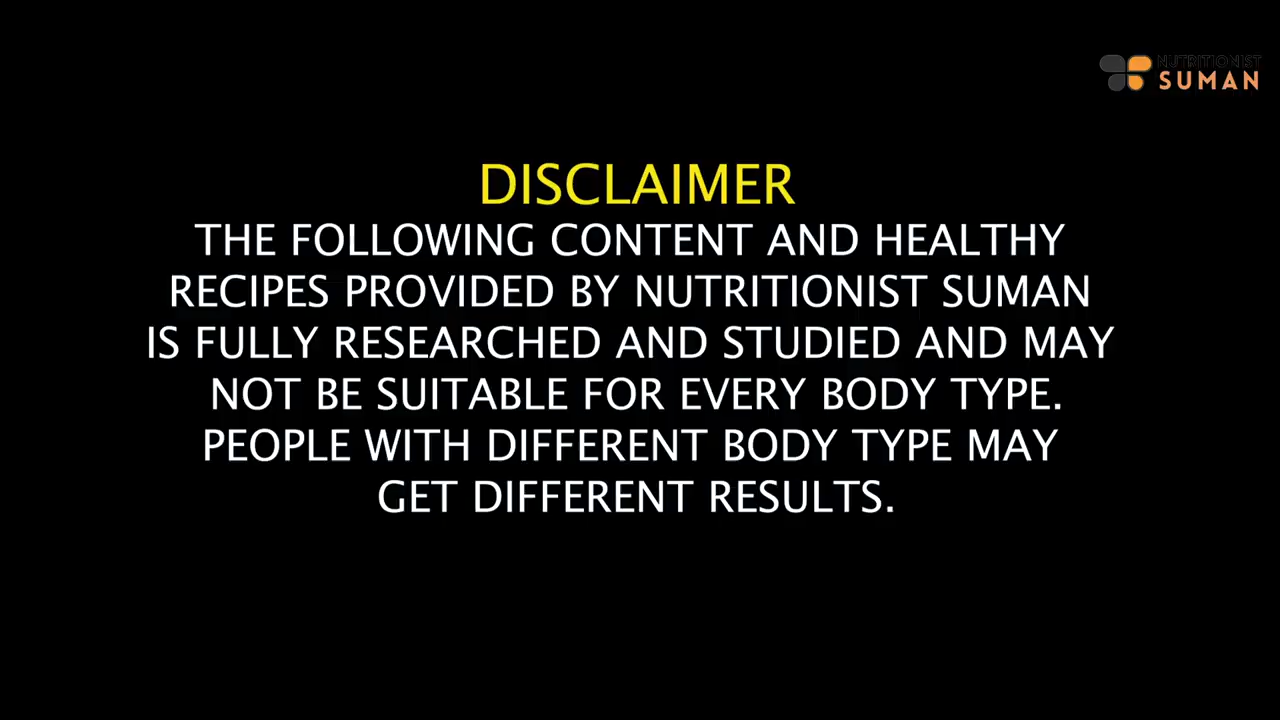 NUTRITIONIST
SUMAN
DISCLAIMER
THE FOLLOWING CONTENT AND HEALTHY
RECIPES PROVIDED BY NUTRITIONIST SUMAN
IS FULLY RESEARCHED AND STUDIED AND MAY
NOT BE SUITABLE FOR EVERY BODY TYPE.
PEOPLE WITH DIFFERENT BODY TYPE MAY
GET DIFFERENT RESULTS.